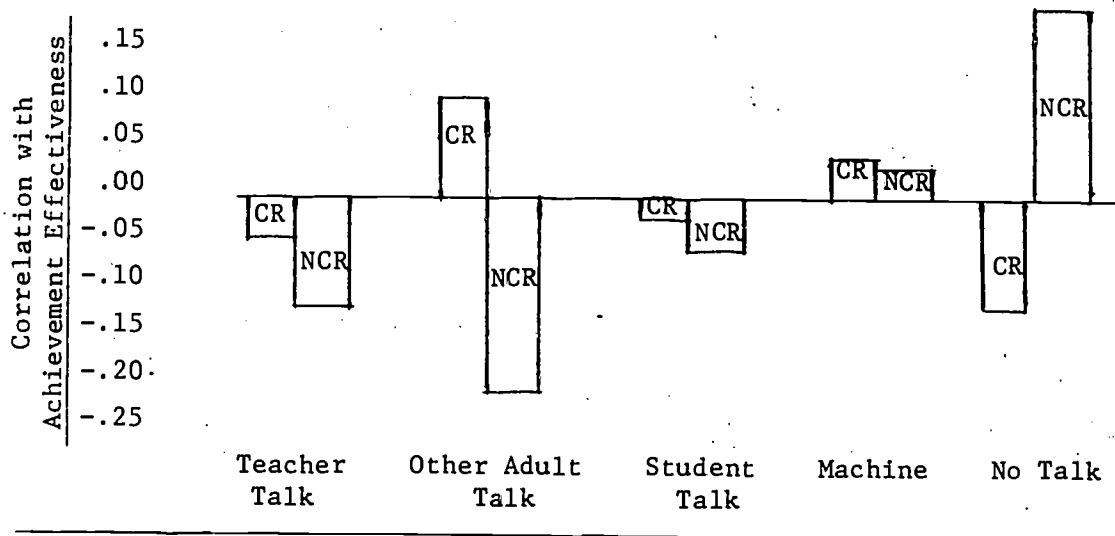 Correlation with
Achievement Effectiveness
.15
.10
.05
.00
-.05
-.10
-.15
-.20
-.25
CR
NCR
CR
NCR
CR
NCR
CR
NCR
CR
NCR
Teacher
Talk
Other Adult
Talk
Student
Talk
Machine
No Talk